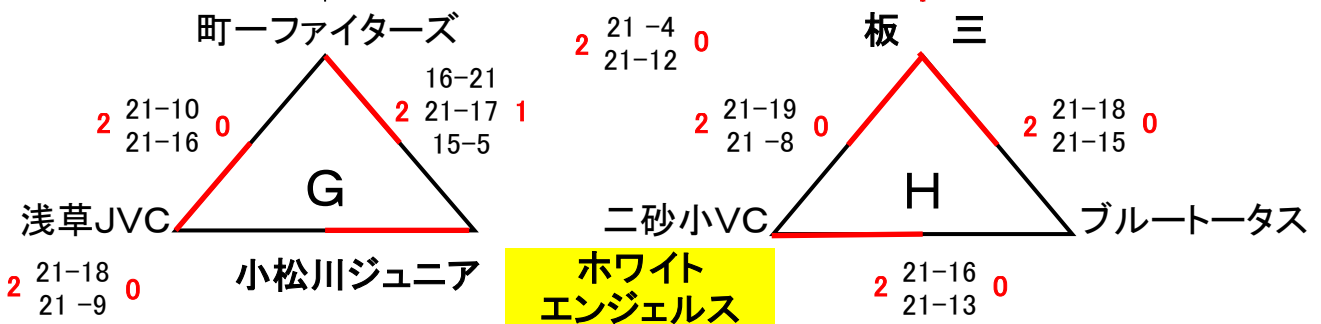 町一ファイターズ
2 21-10 0
21-16
16-21
2 21-17 1
15-5
G
浅草JVC
小松川ジュニア
2 21-18 0
21 -9
2 21 -4 0
21-12
板 三
2 21-19 0
21 -8
2 21-18 0
21-15
H
二砂小VC
ブルートータス
ホワイト
エンジェルス
2 21-16 0
21-13